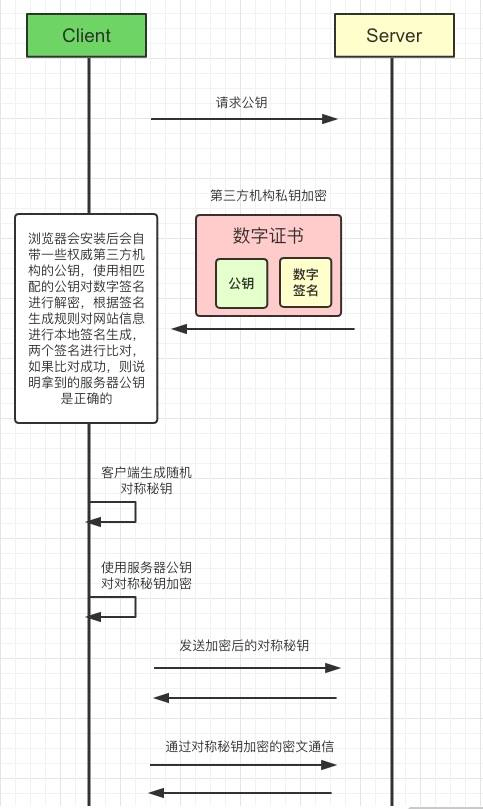 Client
Server
请求公钥
第三方机构私钥加密
数字证书
公钥
数字
签名
浏览器会安装后会自
带一些权威第三方机
构的公钥，使用相匹
配的公钥对数字签名
进行解密，根据签名
生成规则对网站信息
进行本地签名生成，
两个签名进行比对，
如果比对成功，则说
明拿到的服务器公钥
是正确的
客户端生成随机
对称秘钥
使用服务器公钥
对对称秘钥加密
发送加密后的对称秘钥
通过对称秘钥加密的密文通信